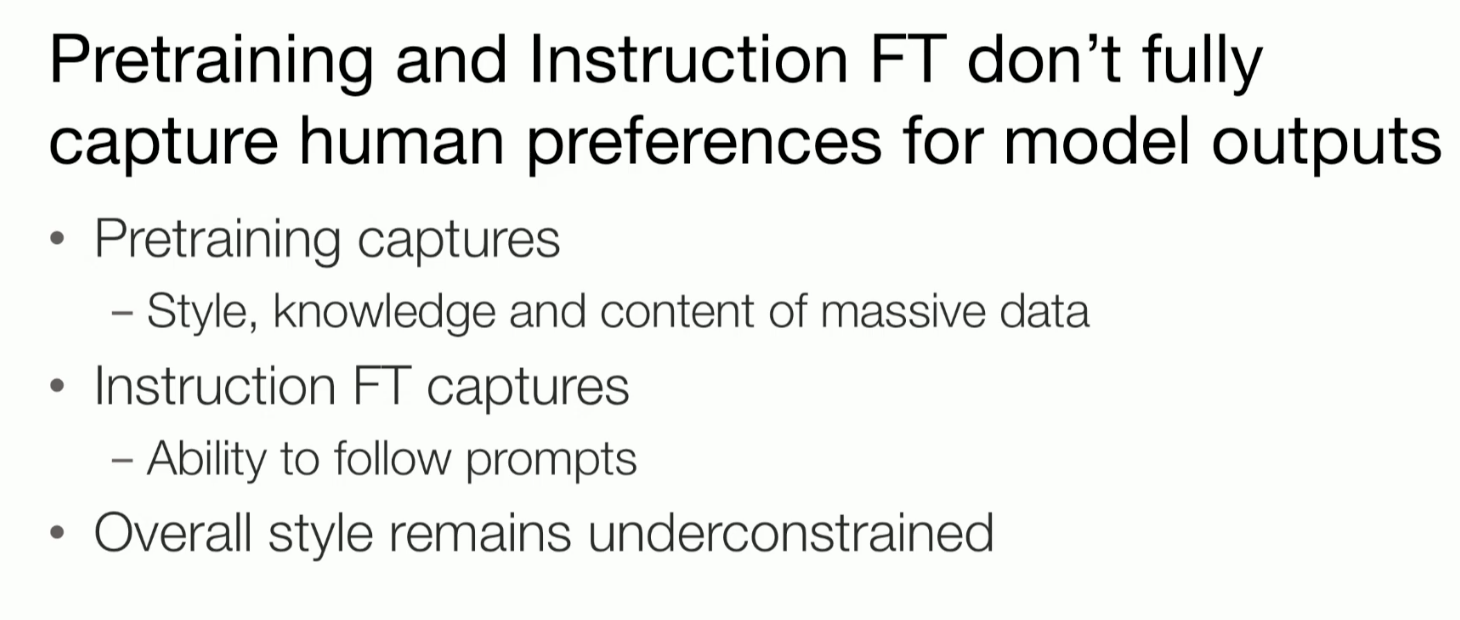 Pretraining and Instruction FT don’t fully
capture human preferences for model outputs
• Pretraining captures
– Style, knowledge and content of massive data
• Instruction FT captures
– Ability to follow prompts
• Overall style remains underconstrained